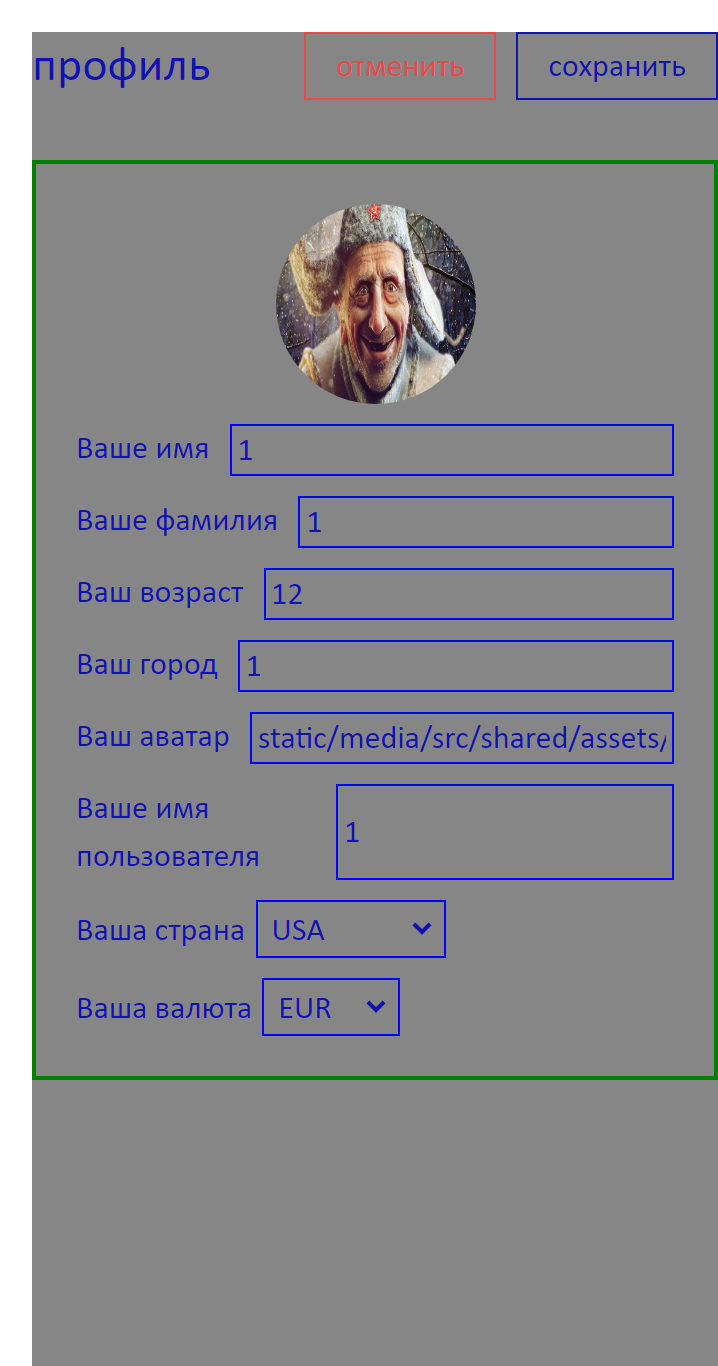 профиль
отменить
сохранить
Ваше имя
1
Ваше фамилия
1
Ваш возраст
12
Ваш город
1
Ваш аватар
static/media/src/shared/assets/
Ваше имя
пользователя
1
Ваша страна
USA
Ваша валюта
EUR